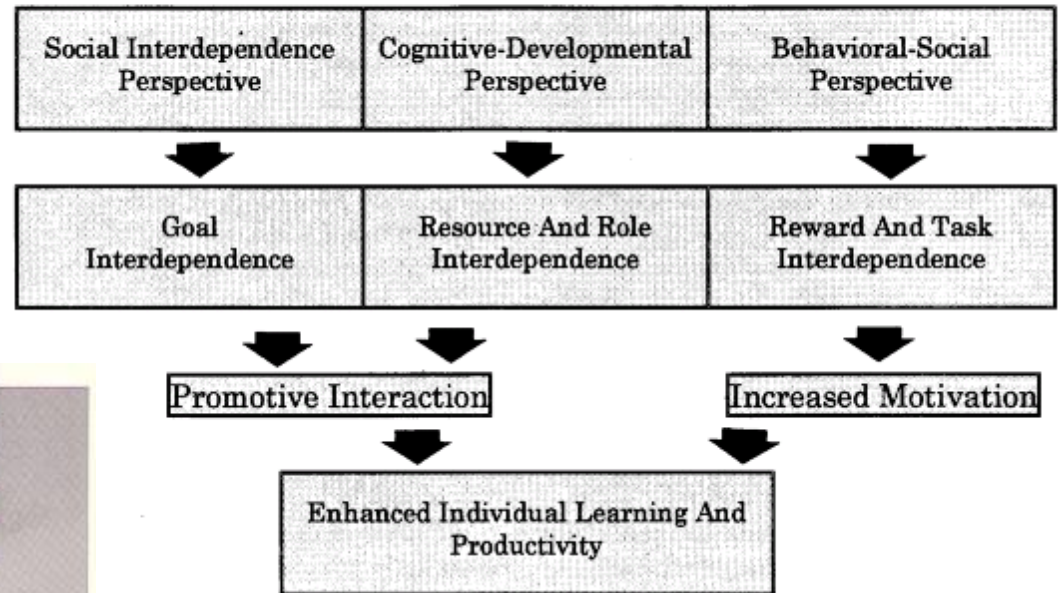 Social Interdependence
Perspective
Cognitive-Developmental
Perspective
Behavioral-Social
Perspective
Goal
Interdependence
Resource And Role
Interdependence
Reward And Task
Interdependence
Promotive Interaction
Increased Motivation
Enhanced Individual Learning And
Productivity